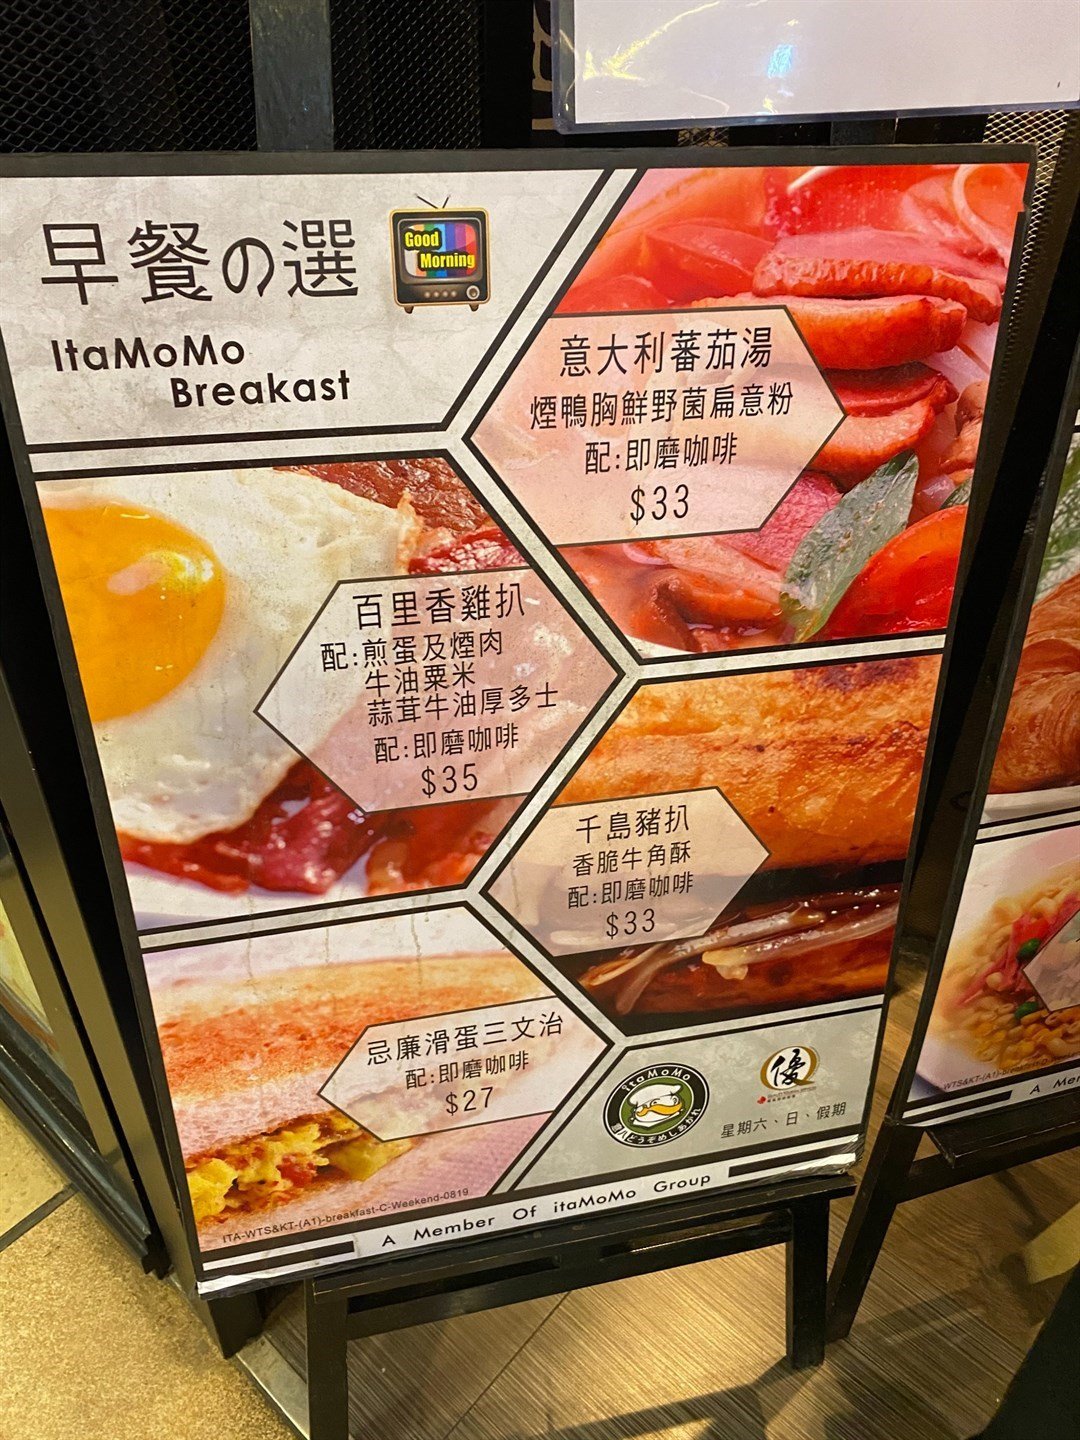 早餐の選
Good
Morning
ItaMoMo
Breakast
意大利蕃茄湯
煙鴨胸鮮野菌扁意粉
配:即磨咖啡
$33
百里香雞扒
配:煎蛋及煙肉
牛油粟米
蒜茸牛油厚多士
配:即磨咖啡
$35
千島豬扒
香脆牛角酥
配:即磨咖啡
$33
忌廉滑蛋三文治
配:即磨咖啡
$27
itaMoMo
優
星期六、日、假期
ITA-WTS&KT-(A1)-breakfast-C-Weekend-0819
A Member Of itaMoMo Group